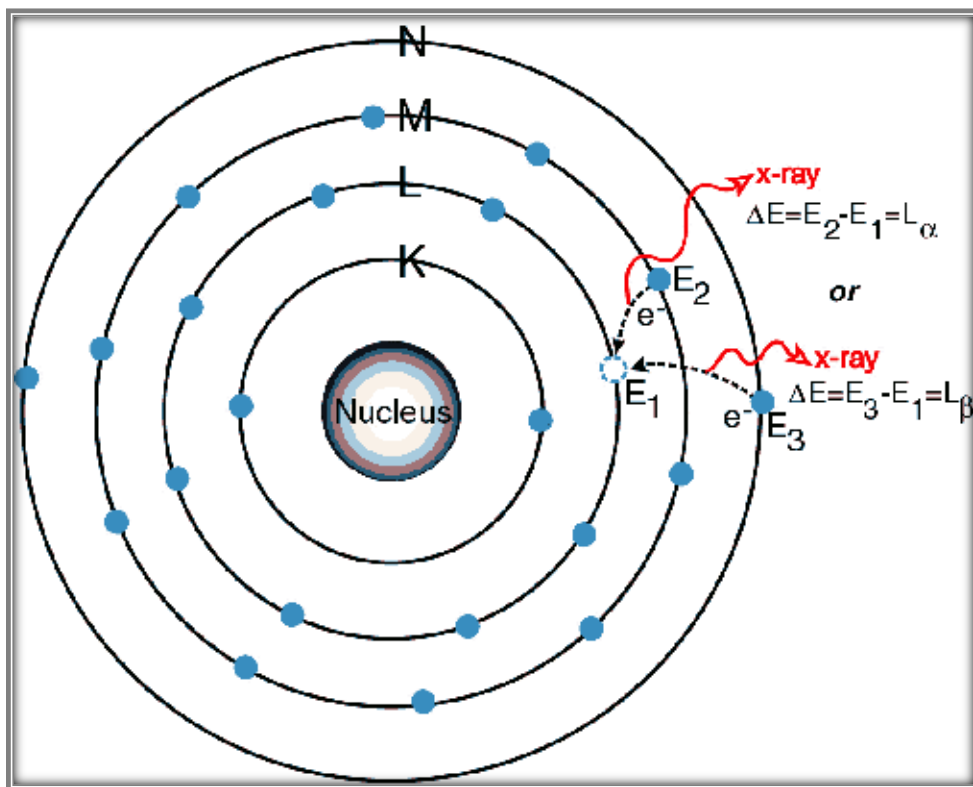 N
M
L
K
Nucleus
x-ray
ΔE=E₂-E₁=Lα
or
x-ray
ΔE=E₃-E₁=Lβ
e⁻
E₂
E₁
e⁻
E₃